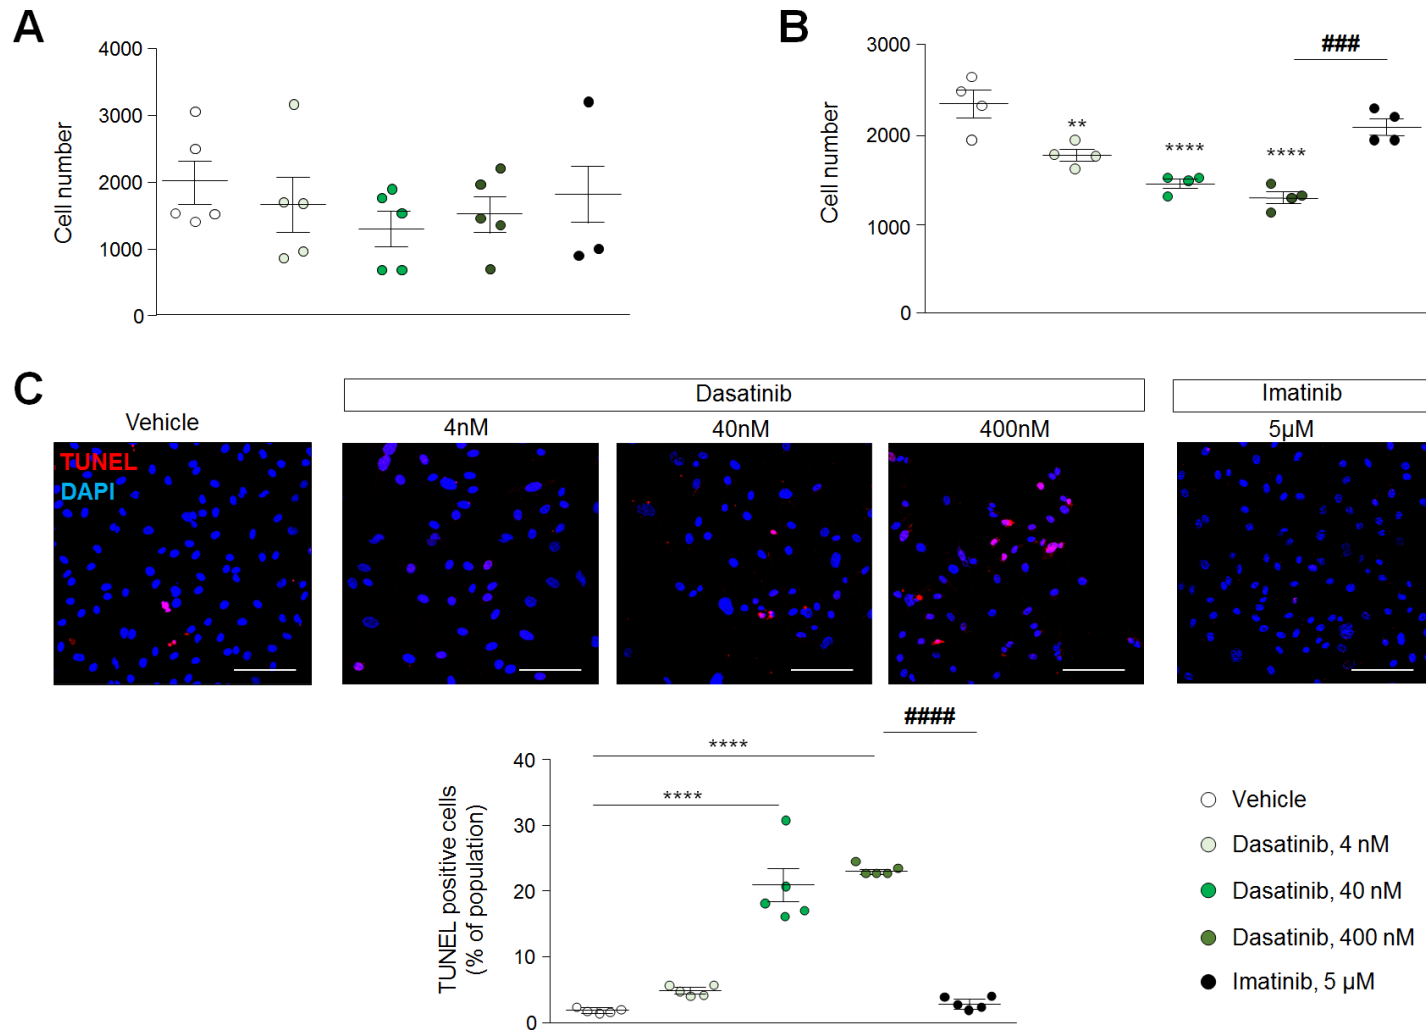 A
Cell number
4000
3000
2000
1000
0
B
Cell number
3000
2000
1000
0
**
****
****
###
C
Dasatinib
Imatinib
Vehicle
4nM
40nM
400nM
5µM
TUNEL
DAPI
TUNEL positive cells
(% of population)
40
30
20
10
0
****
****
####
Vehicle
Dasatinib, 4 nM
Dasatinib, 40 nM
Dasatinib, 400 nM
Imatinib, 5 µM